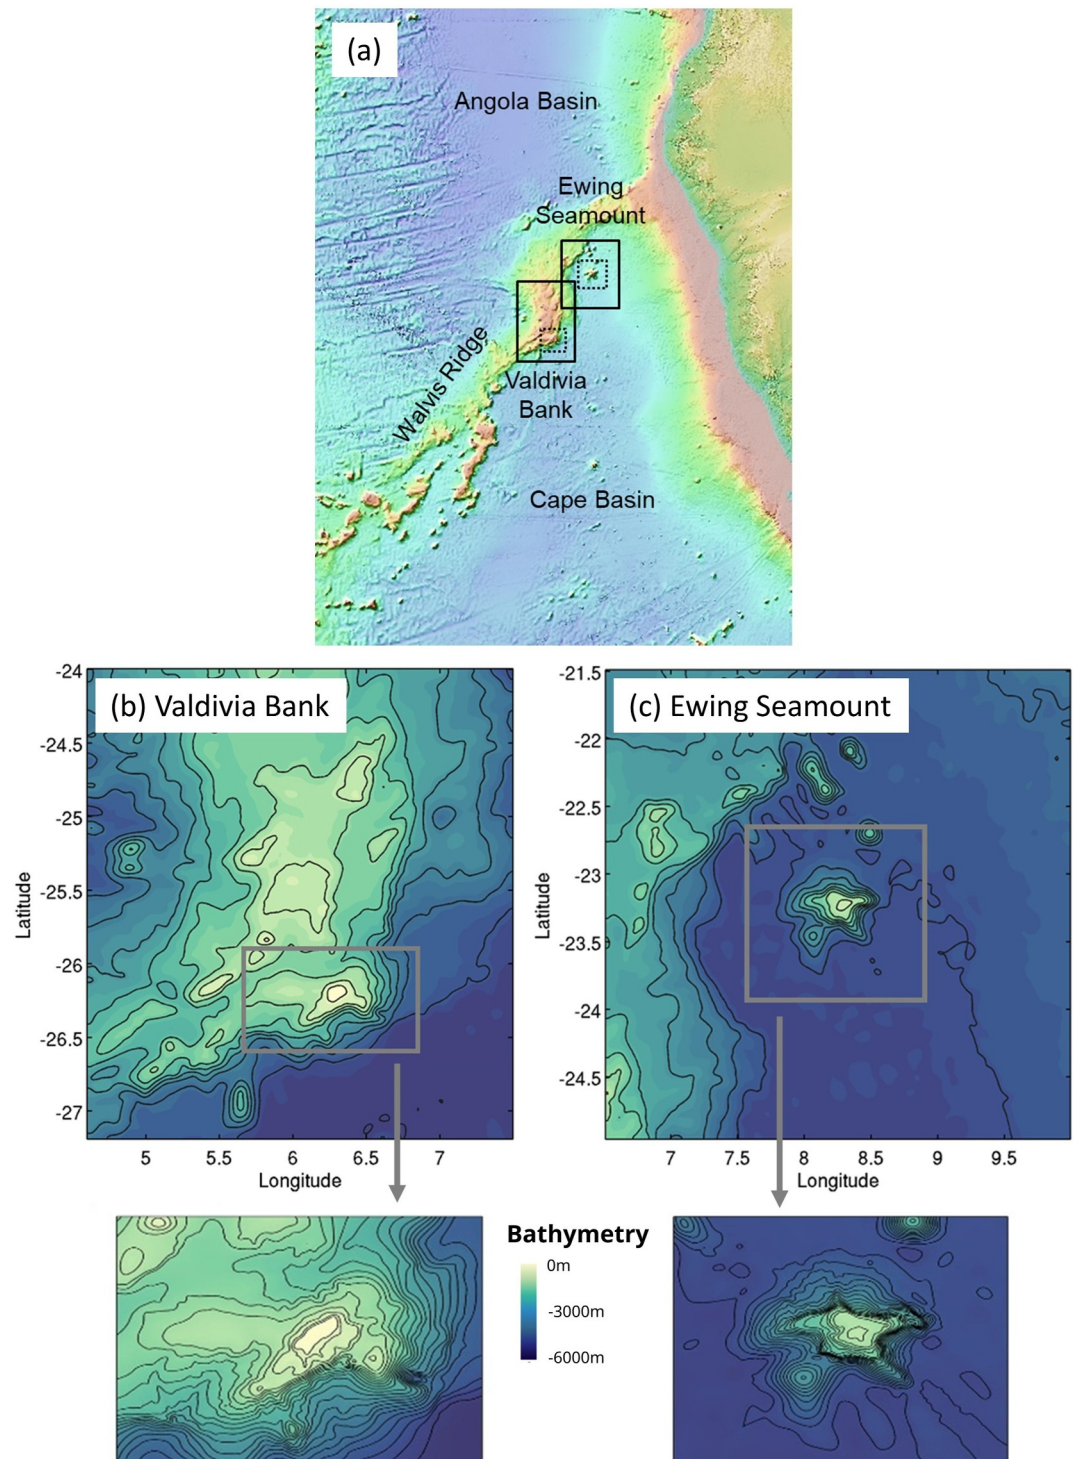 (a)
Angola Basin
Ewing
Seamount
Walvis Ridge
Valdivia
Bank
Cape Basin
(b) Valdivia Bank
-24
-24.5
-25
-25.5
-26
-26.5
-27
Latitude
5
5.5
6
6.5
7
Longitude
(c) Ewing Seamount
-21.5
-22
-22.5
-23
-23.5
-24
-24.5
Latitude
7
7.5
8
8.5
9
9.5
Longitude
Bathymetry
0m
-3000m
-6000m